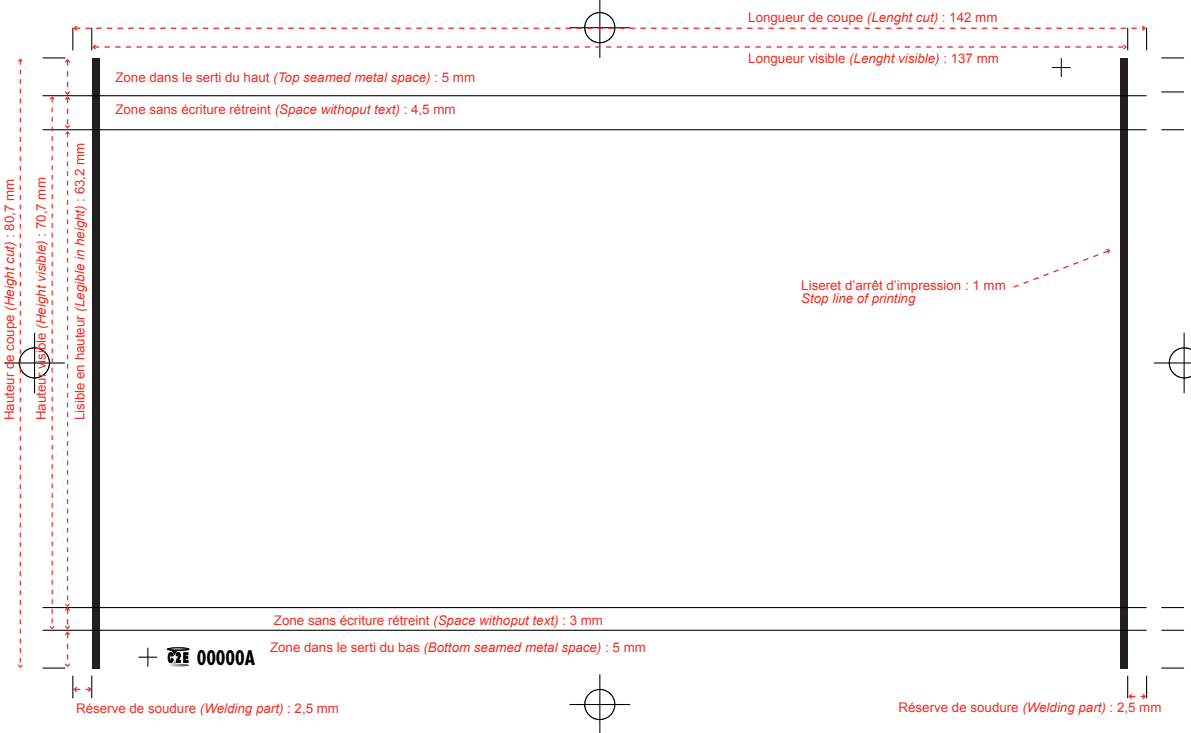 Longueur de coupe (Lenght cut) : 142 mm
Longueur visible (Lenght visible) : 137 mm
Zone dans le serti du haut (Top seamed metal space) : 5 mm
Zone sans écriture rétreint (Space withoput text) : 4,5 mm
Hauteur de coupe (Height cut) : 80,7 mm
Hauteur visible (Height visible) : 70,7 mm
Lisible en hauteur (Legible in height) : 63,2 mm
Liseret d'arrêt d'impression : 1 mm
Stop line of printing
Zone sans écriture rétreint (Space withoput text) : 3 mm
Zone dans le serti du bas (Bottom seamed metal space) : 5 mm
G2E 00000A
Réserve de soudure (Welding part) : 2,5 mm
Réserve de soudure (Welding part) : 2,5 mm